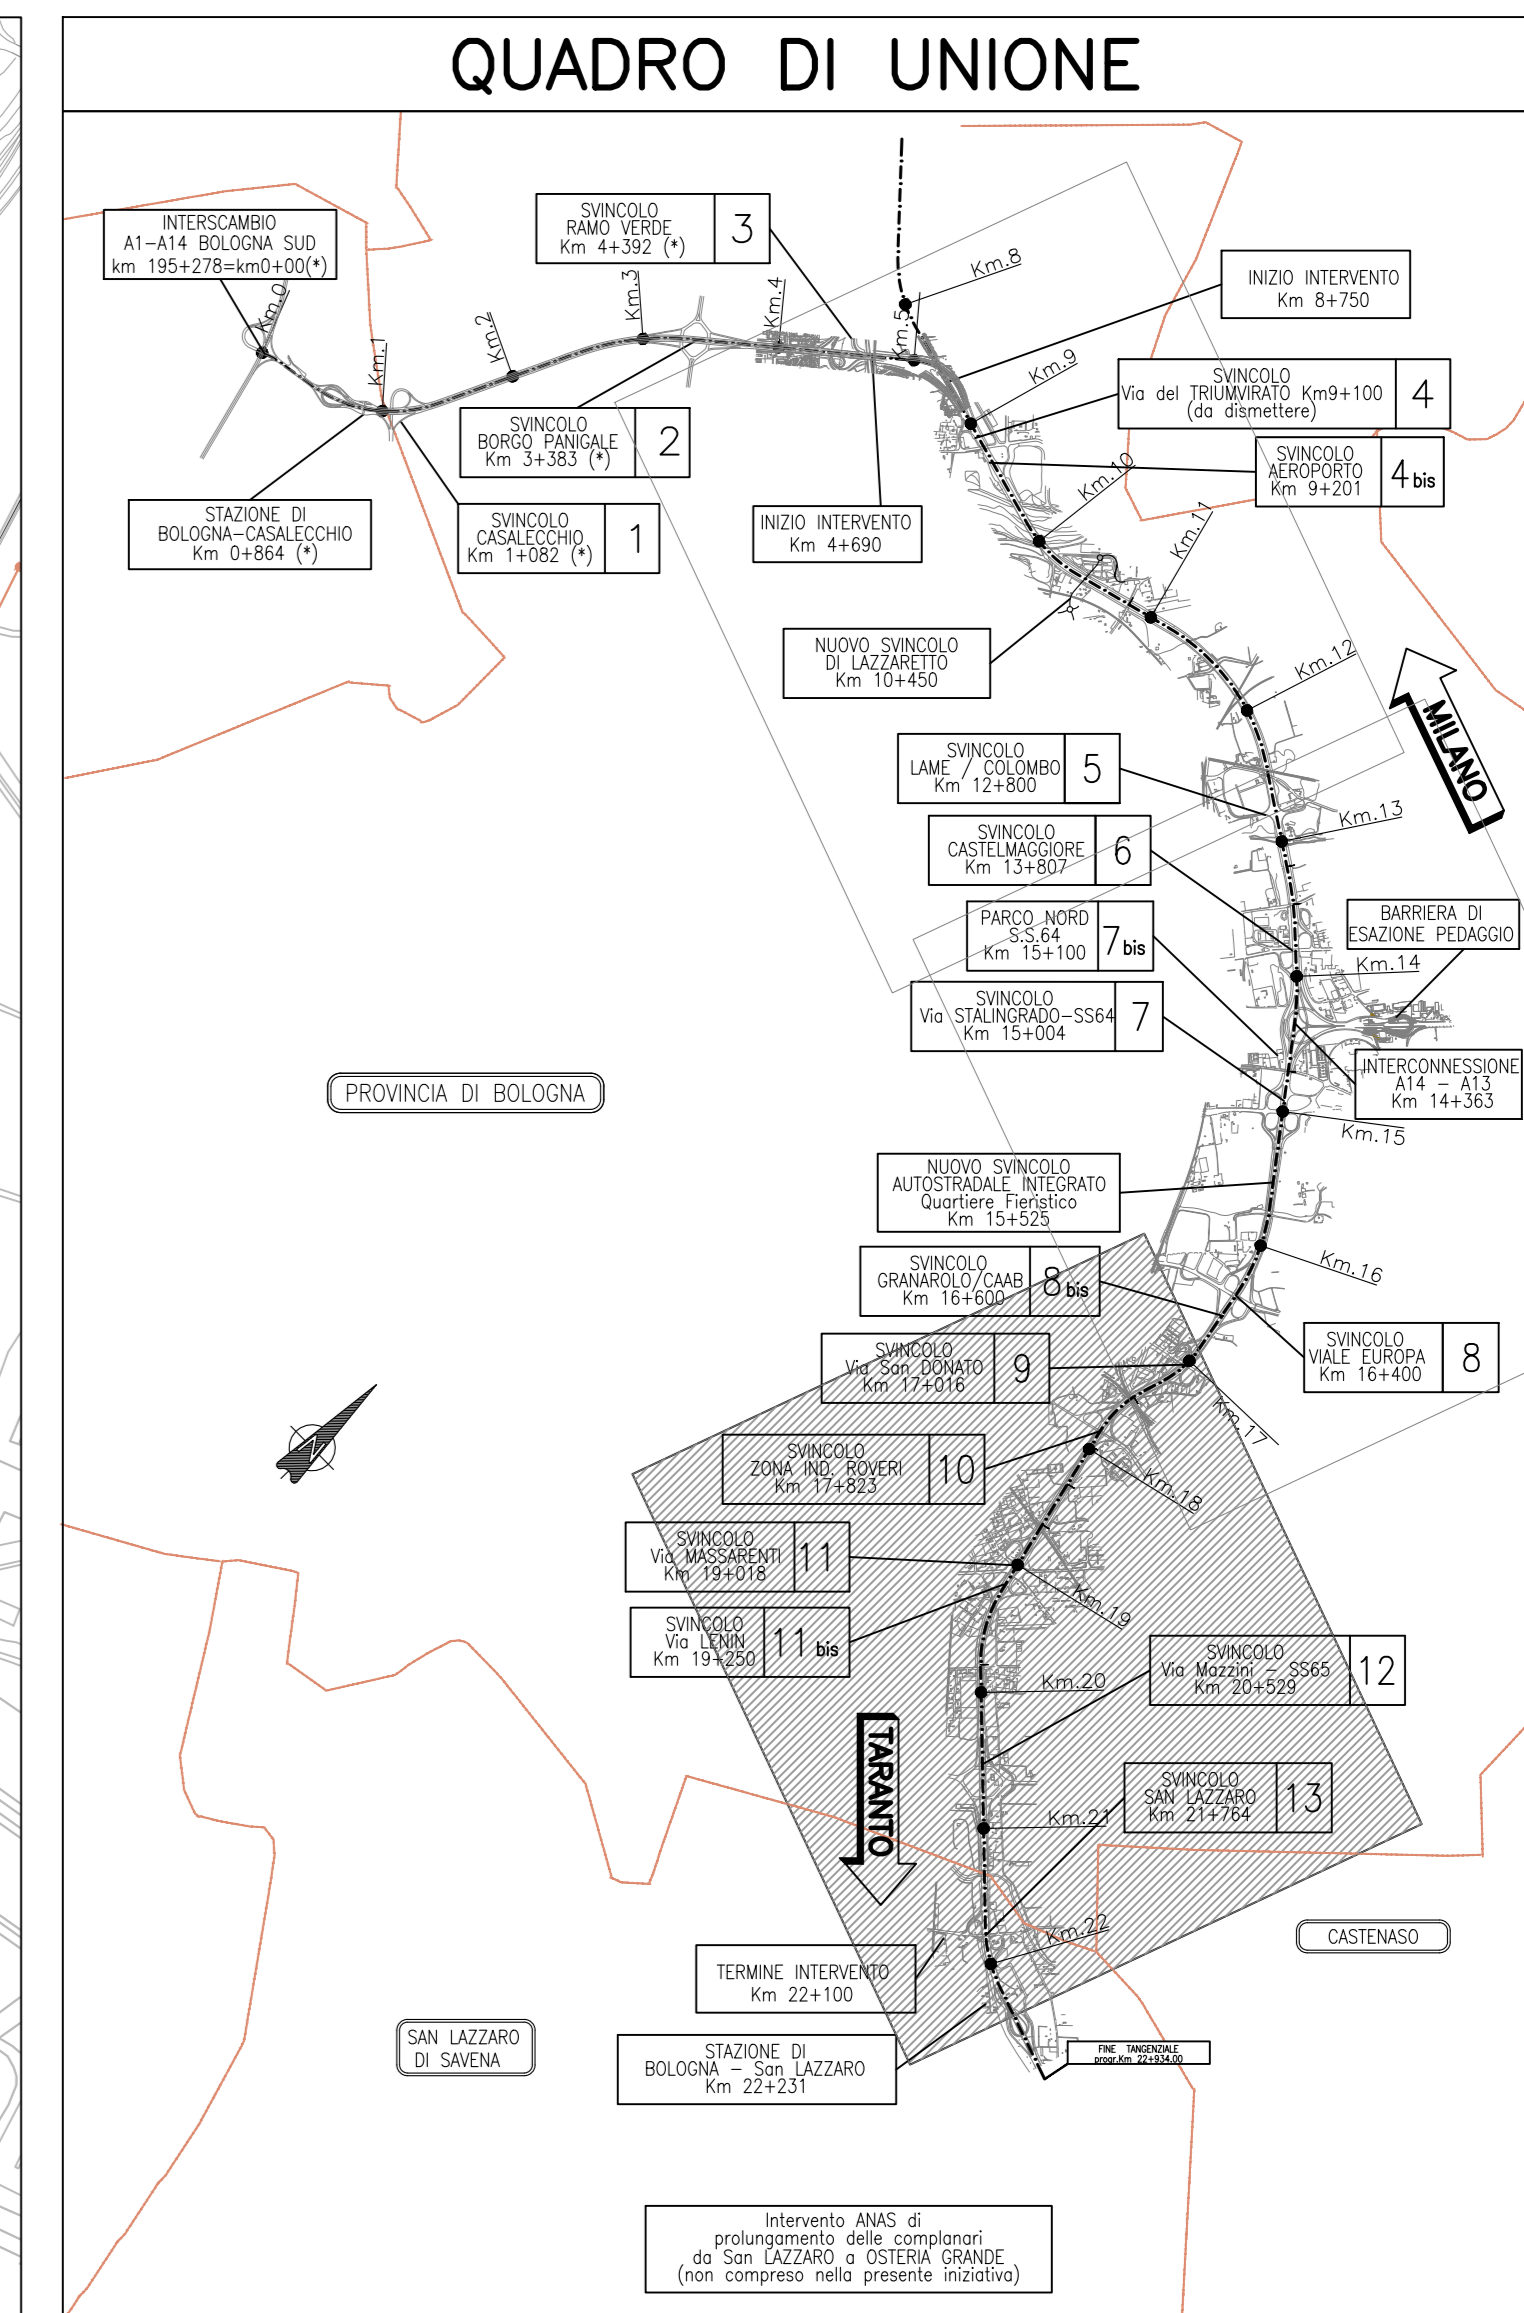 QUADRO DI UNIONE
INTERSCAMBIO
A1-A14 BOLOGNA SUD
km 195+278=km0+00(*)
SVINCOLO
RAMO VERDE
Km 4+392 (*)
3
Km.0
Km.1
Km.2
Km.3
Km.4
Km.5
Km.8
INIZIO INTERVENTO
Km 8+750
Km.9
SVINCOLO
Via del TRIUMVIRATO Km9+100
(da dismettere)
4
SVINCOLO
BORGO PANIGALE
Km 3+383 (*)
2
SVINCOLO
AEROPORTO
Km 9+201
4 bis
STAZIONE DI
BOLOGNA-CASALECCHIO
Km 0+864 (*)
SVINCOLO
CASALECCHIO
Km 1+082 (*)
1
INIZIO INTERVENTO
Km 4+690
Km.10
Km.11
NUOVO SVINCOLO
DI LAZZARETTO
Km 10+450
Km.12
MILANO
SVINCOLO
LAME / COLOMBO
Km 12+800
5
Km.13
SVINCOLO
CASTELMAGGIORE
Km 13+807
6
PARCO NORD
S.S.64
Km 15+100
7 bis
BARRIERA DI
ESAZIONE PEDAGGIO
Km.14
SVINCOLO
Via STALINGRADO-SS64
Km 15+004
7
INTERCONNESSIONE
A14 - A13
Km 14+363
PROVINCIA DI BOLOGNA
Km.15
NUOVO SVINCOLO
AUTOSTRADALE INTEGRATO
Quartiere Fieristico
Km 15+525
SVINCOLO
GRANAROLO/CAAB
Km 16+600
8 bis
Km.16
SVINCOLO
Via San DONATO
Km 17+016
9
SVINCOLO
VIALE EUROPA
Km 16+400
8
Km.17
SVINCOLO
ZONA IND. ROVERI
Km 17+823
10
Km.18
SVINCOLO
Via MASSARENTI
Km 19+018
11
Km.19
SVINCOLO
Via LENIN
Km 19+250
11 bis
SVINCOLO
Via Mazzini - SS65
Km 20+529
12
Km.20
TARANTO
SVINCOLO
SAN LAZZARO
Km 21+764
13
Km.21
Km.22
CASTENASO
TERMINE INTERVENTO
Km 22+100
SAN LAZZARO
DI SAVENA
STAZIONE DI
BOLOGNA - San LAZZARO
Km 22+231
FINE TANGENZIALE
progr.Km 22+934.00
Intervento ANAS di
prolungamento delle complanari
da San LAZZARO a OSTERIA GRANDE
(non compreso nella presente iniziativa)